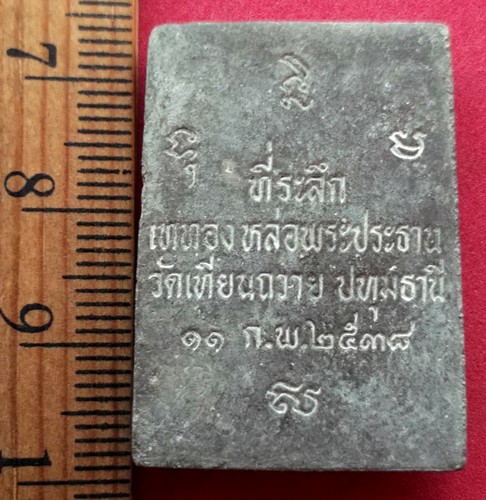 ที่ระลึก
เททอง หล่อพระประธาน
วัดเทียนถวาย ปทุมธานี
๑๑ ก.พ.๒๕๓๘
7
8
9
1